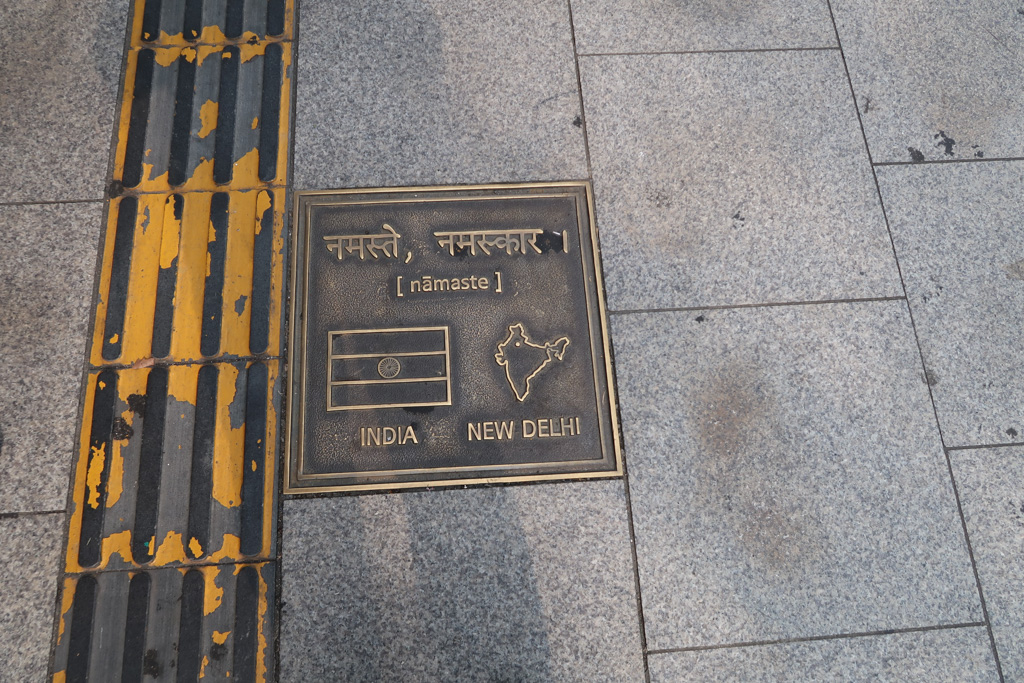 नमस्ते, नमस्कार ।
[ nāmaste ]
INDIA NEW DELHI